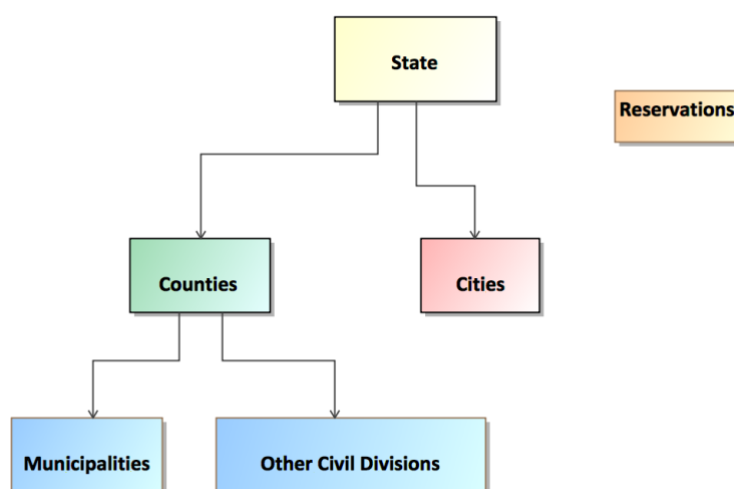 State
Reservations
Counties
Cities
Municipalities
Other Civil Divisions